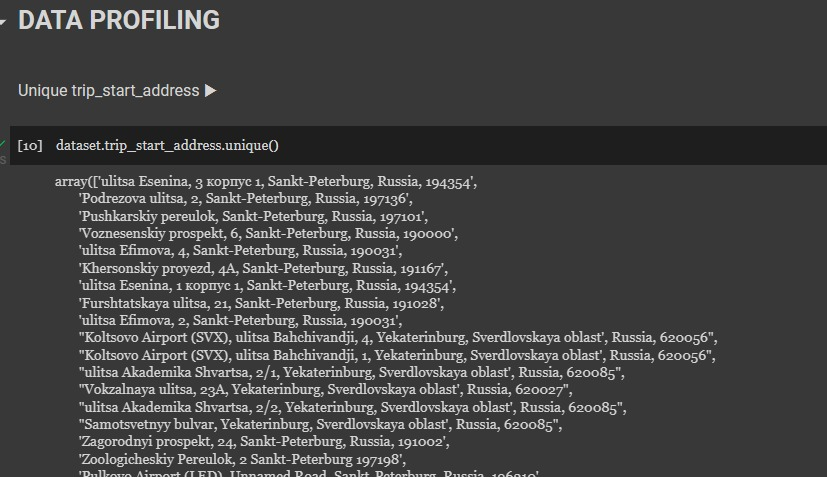 DATA PROFILING
Unique trip_start_address ▶
[10] dataset.trip_start_address.unique()
s
array(['ulitsa Esenina, 3 корпус 1, Sankt-Peterburg, Russia, 194354',
'Podrezova ulitsa, 2, Sankt-Peterburg, Russia, 197136',
'Pushkarskiy pereulok, Sankt-Peterburg, Russia, 197101',
'Voznesenskiy prospekt, 6, Sankt-Peterburg, Russia, 190000',
'ulitsa Efimova, 4, Sankt-Peterburg, Russia, 190031',
'Khersonskiy proyezd, 4A, Sankt-Peterburg, Russia, 191167',
'ulitsa Esenina, 1 корпус 1, Sankt-Peterburg, Russia, 194354',
'Furshtatskaya ulitsa, 21, Sankt-Peterburg, Russia, 191028',
'ulitsa Efimova, 2, Sankt-Peterburg, Russia, 190031',
"Koltsovo Airport (SVX), ulitsa Bahchivandji, 4, Yekaterinburg, Sverdlovskaya oblast', Russia, 620056",
"Koltsovo Airport (SVX), ulitsa Bahchivandji, 1, Yekaterinburg, Sverdlovskaya oblast', Russia, 620056",
"ulitsa Akademika Shvartsa, 2/1, Yekaterinburg, Sverdlovskaya oblast', Russia, 620085",
"Vokzalnaya ulitsa, 23A, Yekaterinburg, Sverdlovskaya oblast', Russia, 620027",
"ulitsa Akademika Shvartsa, 2/2, Yekaterinburg, Sverdlovskaya oblast', Russia, 620085",
"Samotsvetnyy bulvar, Yekaterinburg, Sverdlovskaya oblast', Russia, 620085",
'Zagorodnyi prospekt, 24, Sankt-Peterburg, Russia, 191002',
'Zoologicheskiy Pereulok, 2 Sankt-Peterburg 197198',
'Pulkovo Airport (LED), Unnamed Road, Sankt-Peterburg, Russia, 196210',